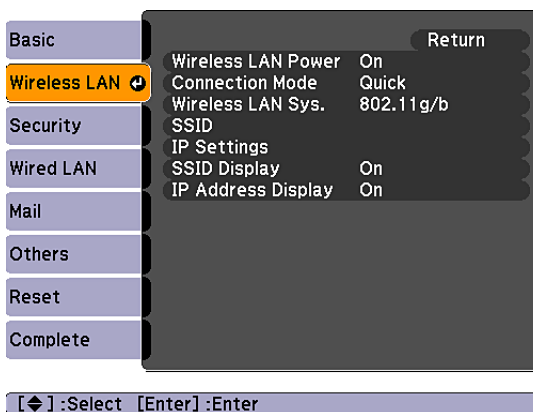 Basic
Wireless LAN
Security
Wired LAN
Mail
Others
Reset
Complete
Return
Wireless LAN Power On
Connection Mode Quick
Wireless LAN Sys. 802.11g/b
SSID
IP Settings
SSID Display On
IP Address Display On
[◆] :Select [Enter] :Enter